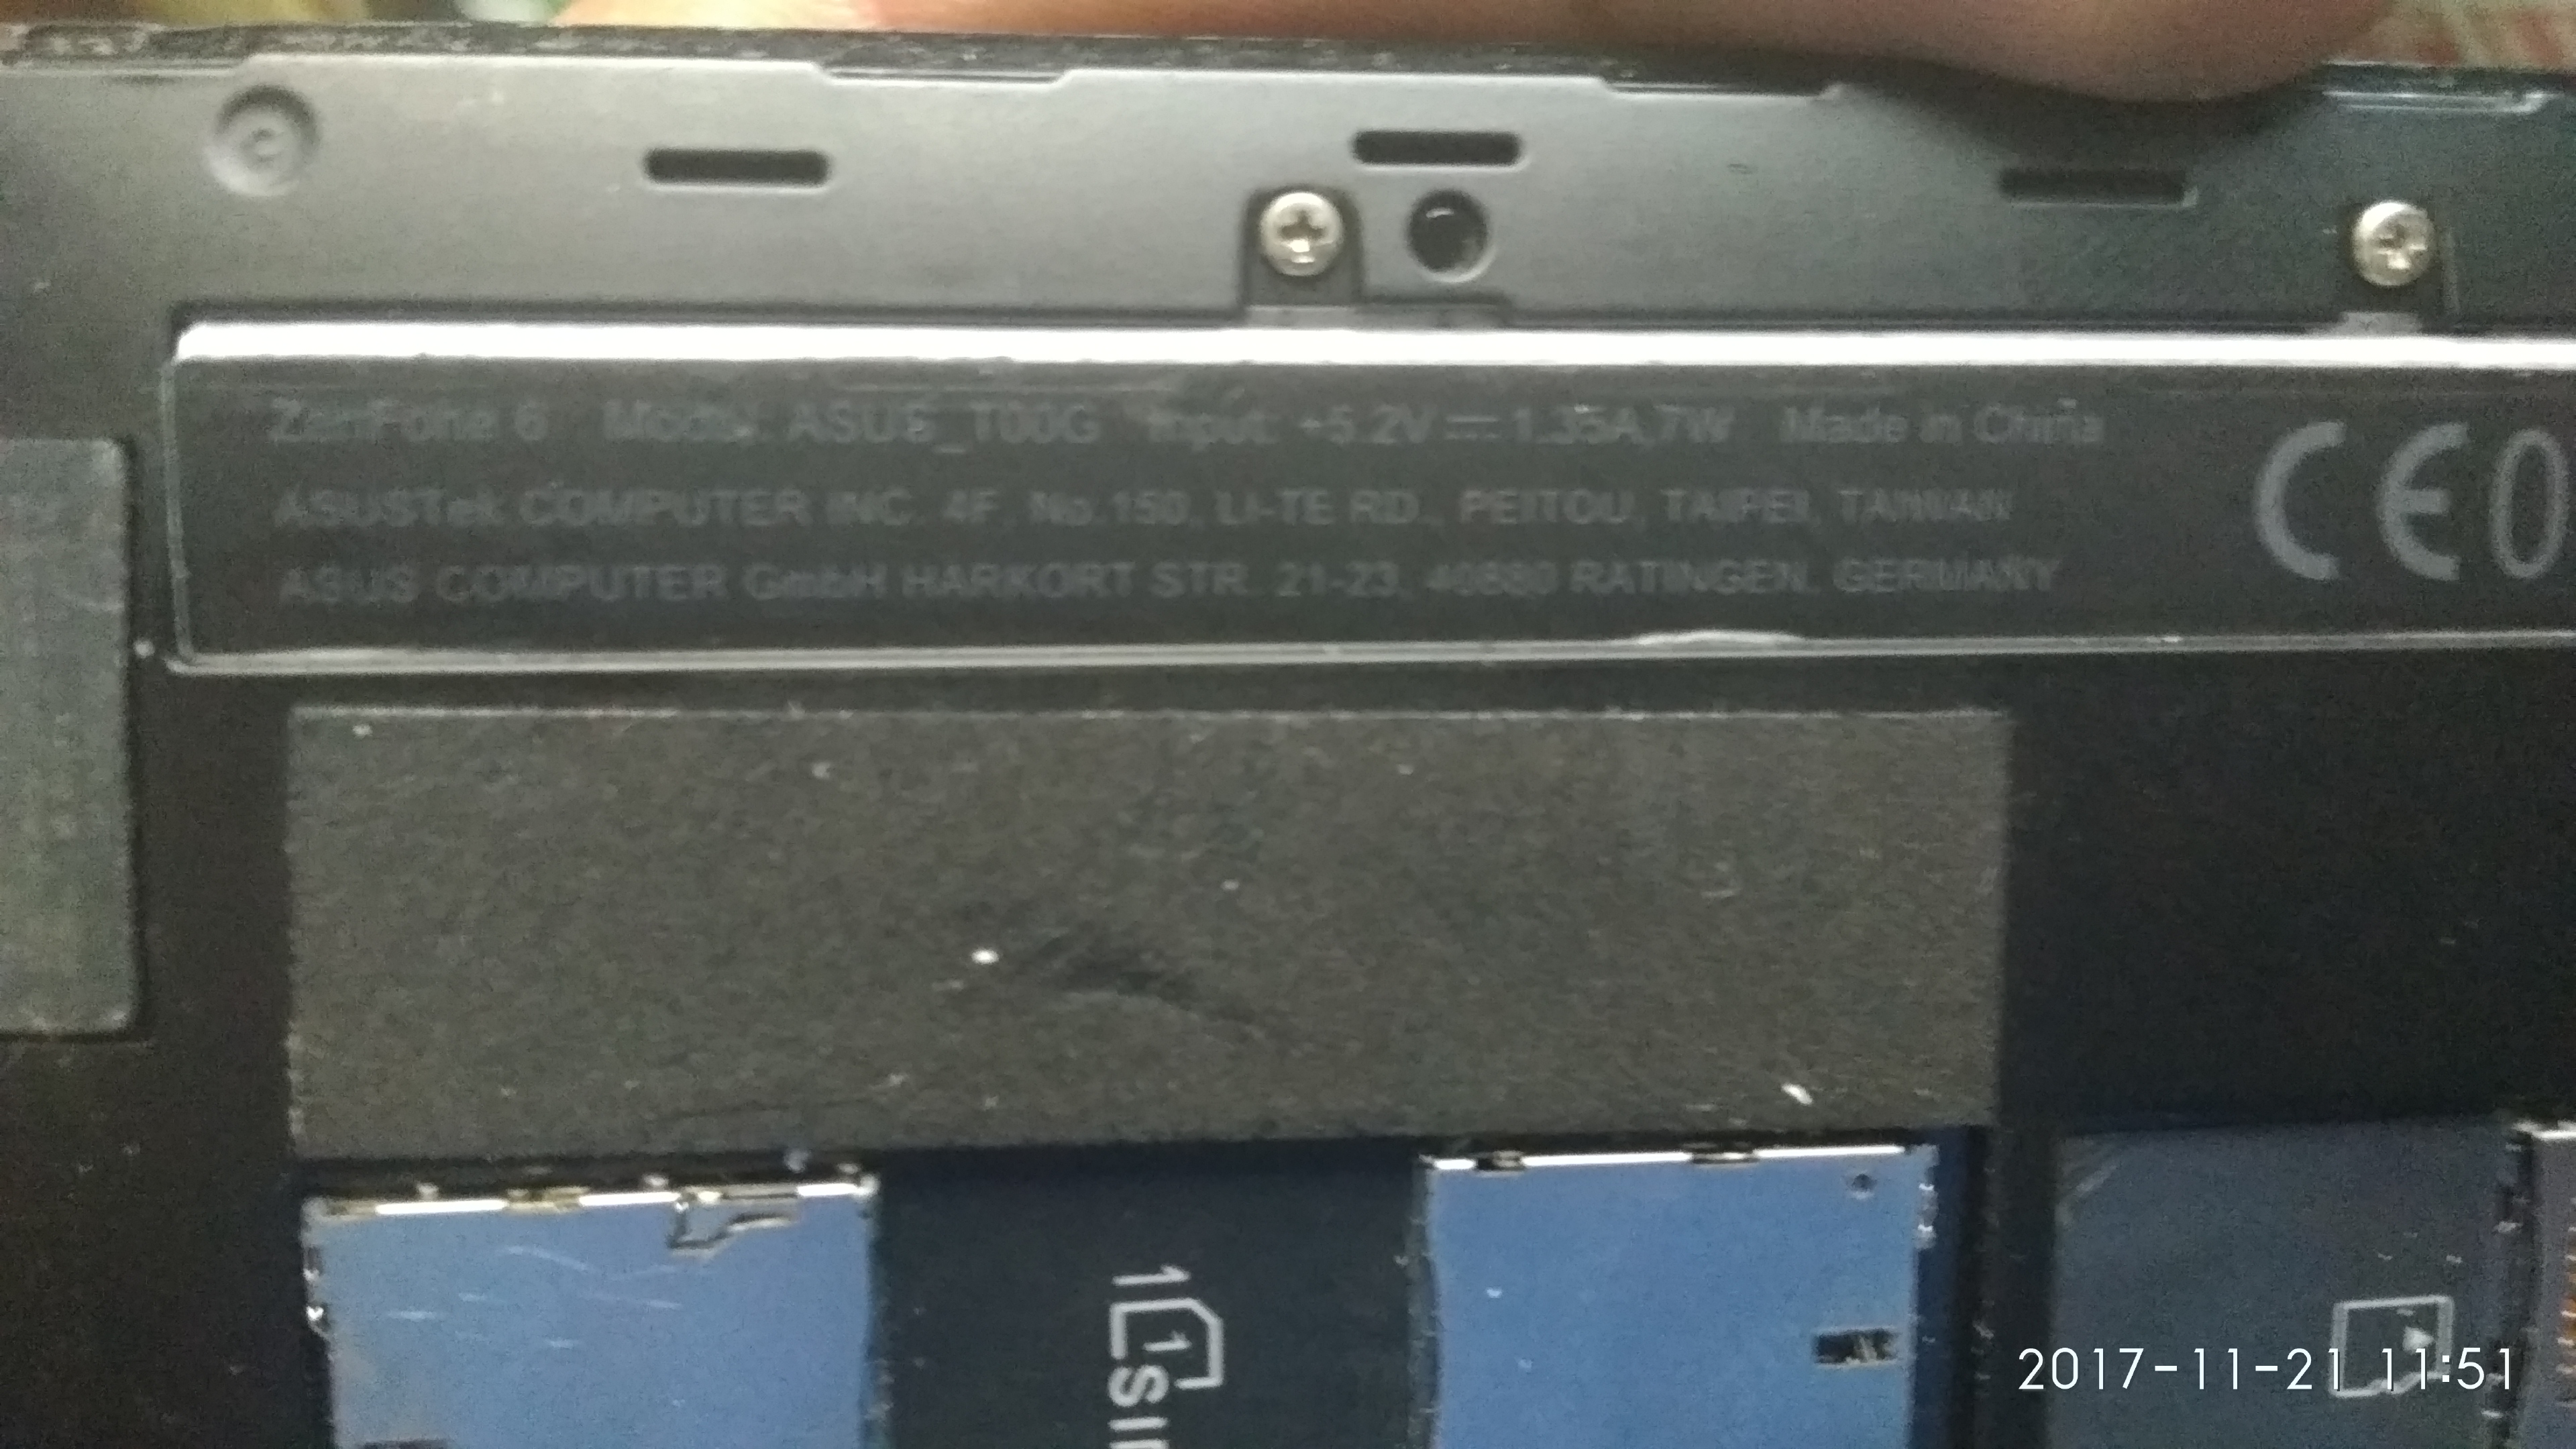 ZenFone 6 Model: ASUS_T00G Input: +5.2V⎓1.35A,7W Made in China
ASUSTek COMPUTER INC. 4F, No.150, LI-TE RD., PEITOU, TAIPEI, TAIWAN
ASUS COMPUTER GmbH HARKORT STR. 21-23, 40880 RATINGEN, GERMANY
CE0
1
1
2017-11-21 11:51